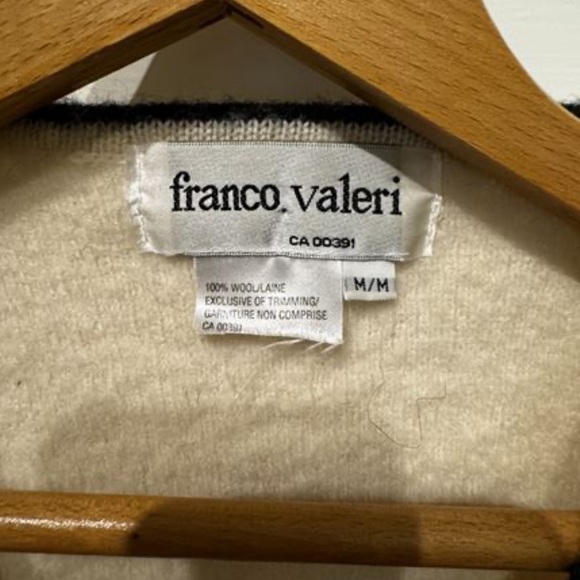 franco.valeri
CA 00391
100% WOOL/LAINE
EXCLUSIVE OF TRIMMING/
GARNITURE NON COMPRISE
CA 00391
M/M